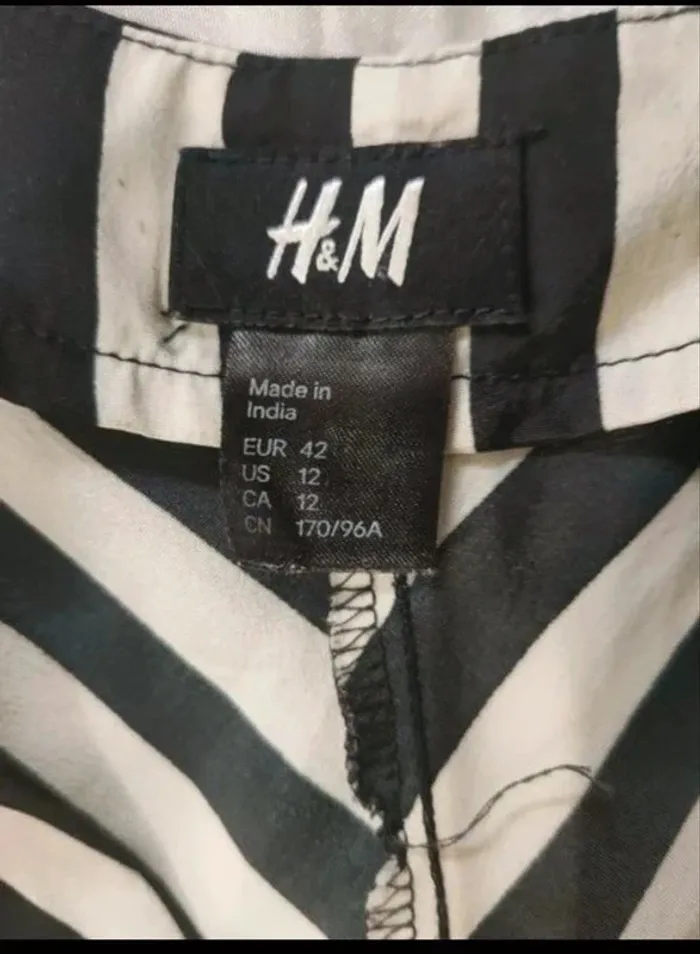 H&M
Made in
India
EUR 42
US 12
CA 12
CN 170/96A